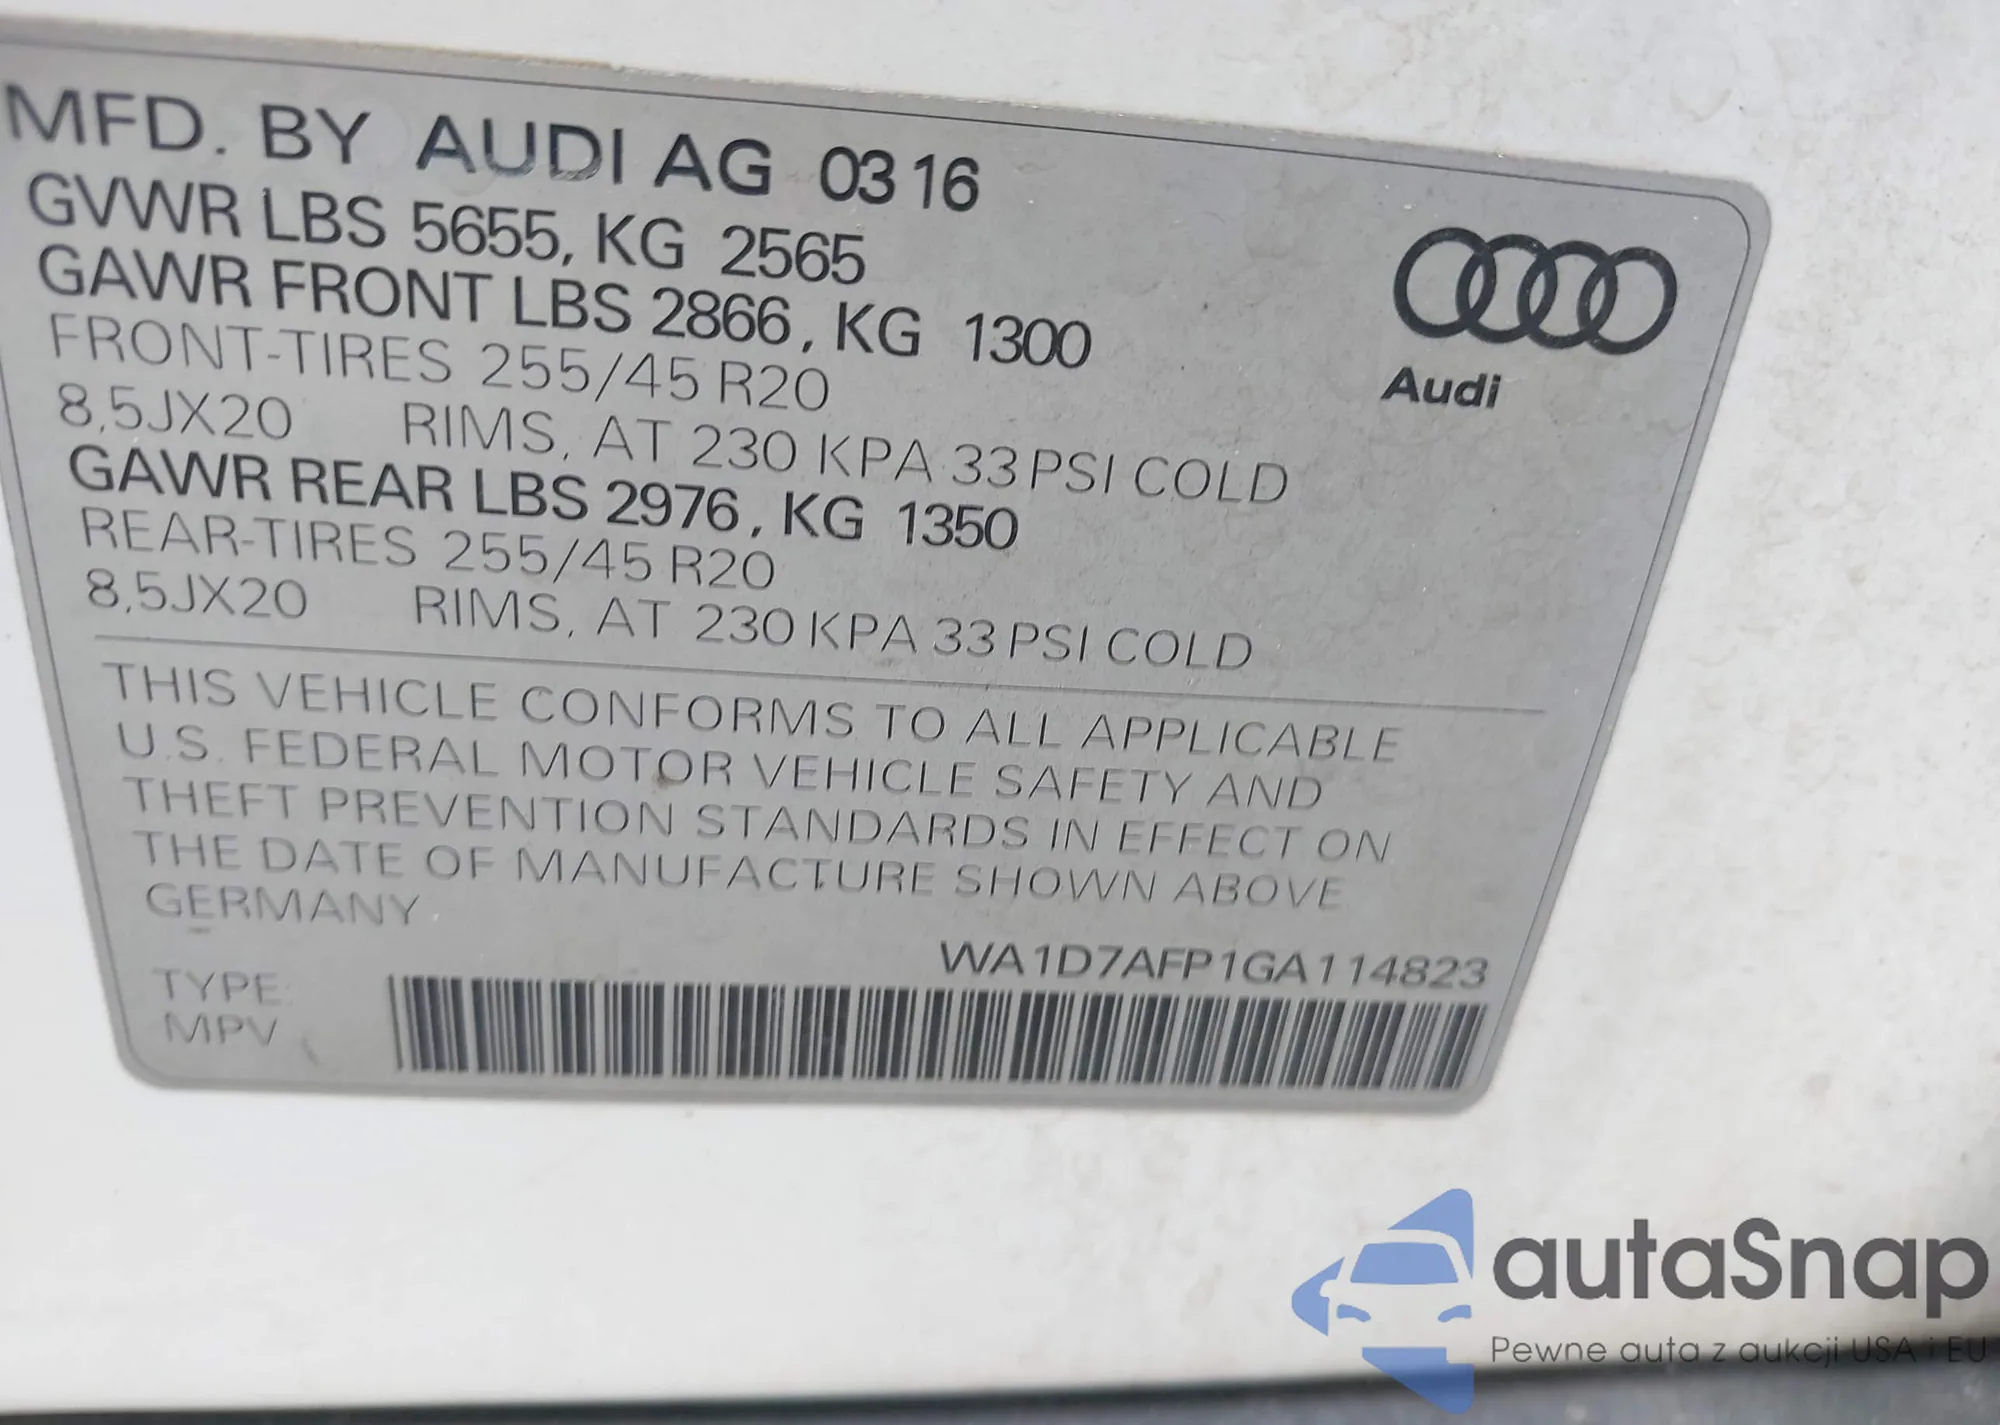 MFD. BY AUDI AG 03 16
GVWR LBS 5655, KG 2565
GAWR FRONT LBS 2866, KG 1300
FRONT-TIRES 255/45 R20
8,5JX20 RIMS, AT 230 KPA 33 PSI COLD
GAWR REAR LBS 2976, KG 1350
REAR-TIRES 255/45 R20
8,5JX20 RIMS, AT 230 KPA 33 PSI COLD
Audi
THIS VEHICLE CONFORMS TO ALL APPLICABLE
U.S. FEDERAL MOTOR VEHICLE SAFETY AND
THEFT PREVENTION STANDARDS IN EFFECT ON
THE DATE OF MANUFACTURE SHOWN ABOVE
GERMANY
WA1D7AFP1GA114823
TYPE:
MPV
autaSnap
Pewne auta z aukcji USA i EU